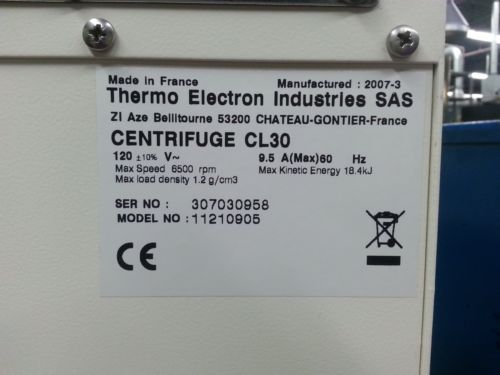 Made in France Manufactured : 2007-3
Thermo Electron Industries SAS
ZI Aze Bellitourne 53200 CHATEAU-GONTIER-France
CENTRIFUGE CL30
120 ±10% V~ 9.5 A(Max)60 Hz
Max Speed 6500 rpm Max Kinetic Energy 18.4kJ
Max load density 1.2 g/cm3
SER NO : 307030958
MODEL NO :11210905
CE